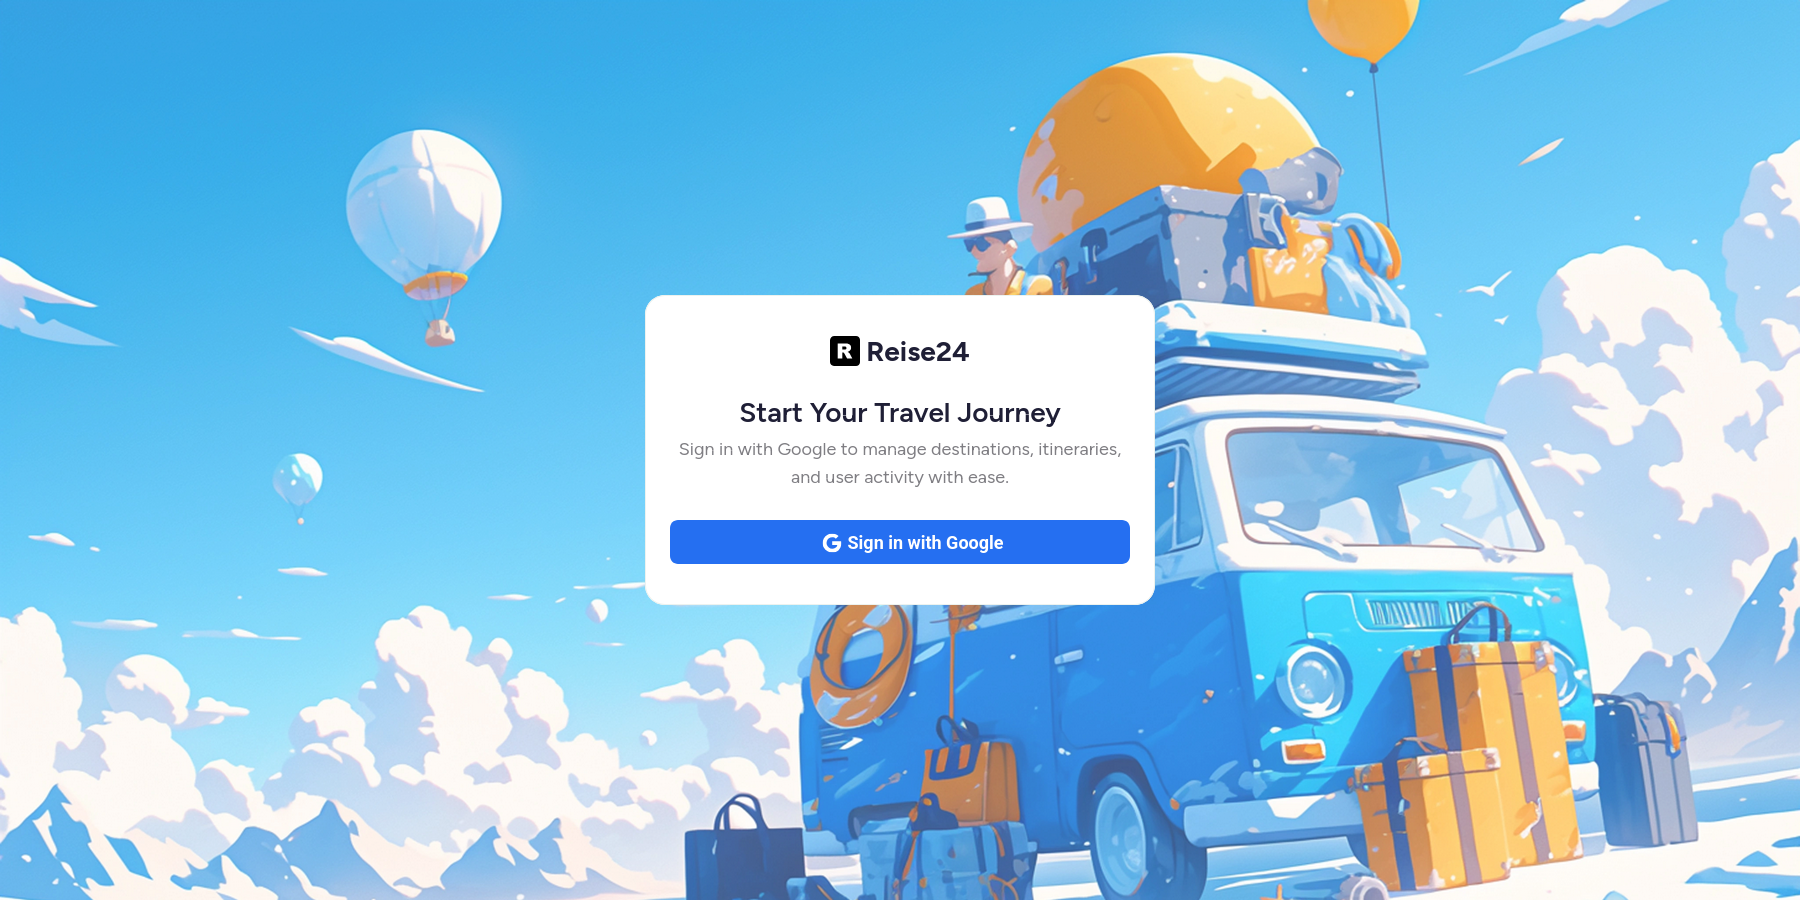 R Reise24
Start Your Travel Journey
Sign in with Google to manage destinations, itineraries,
and user activity with ease.
G Sign in with Google